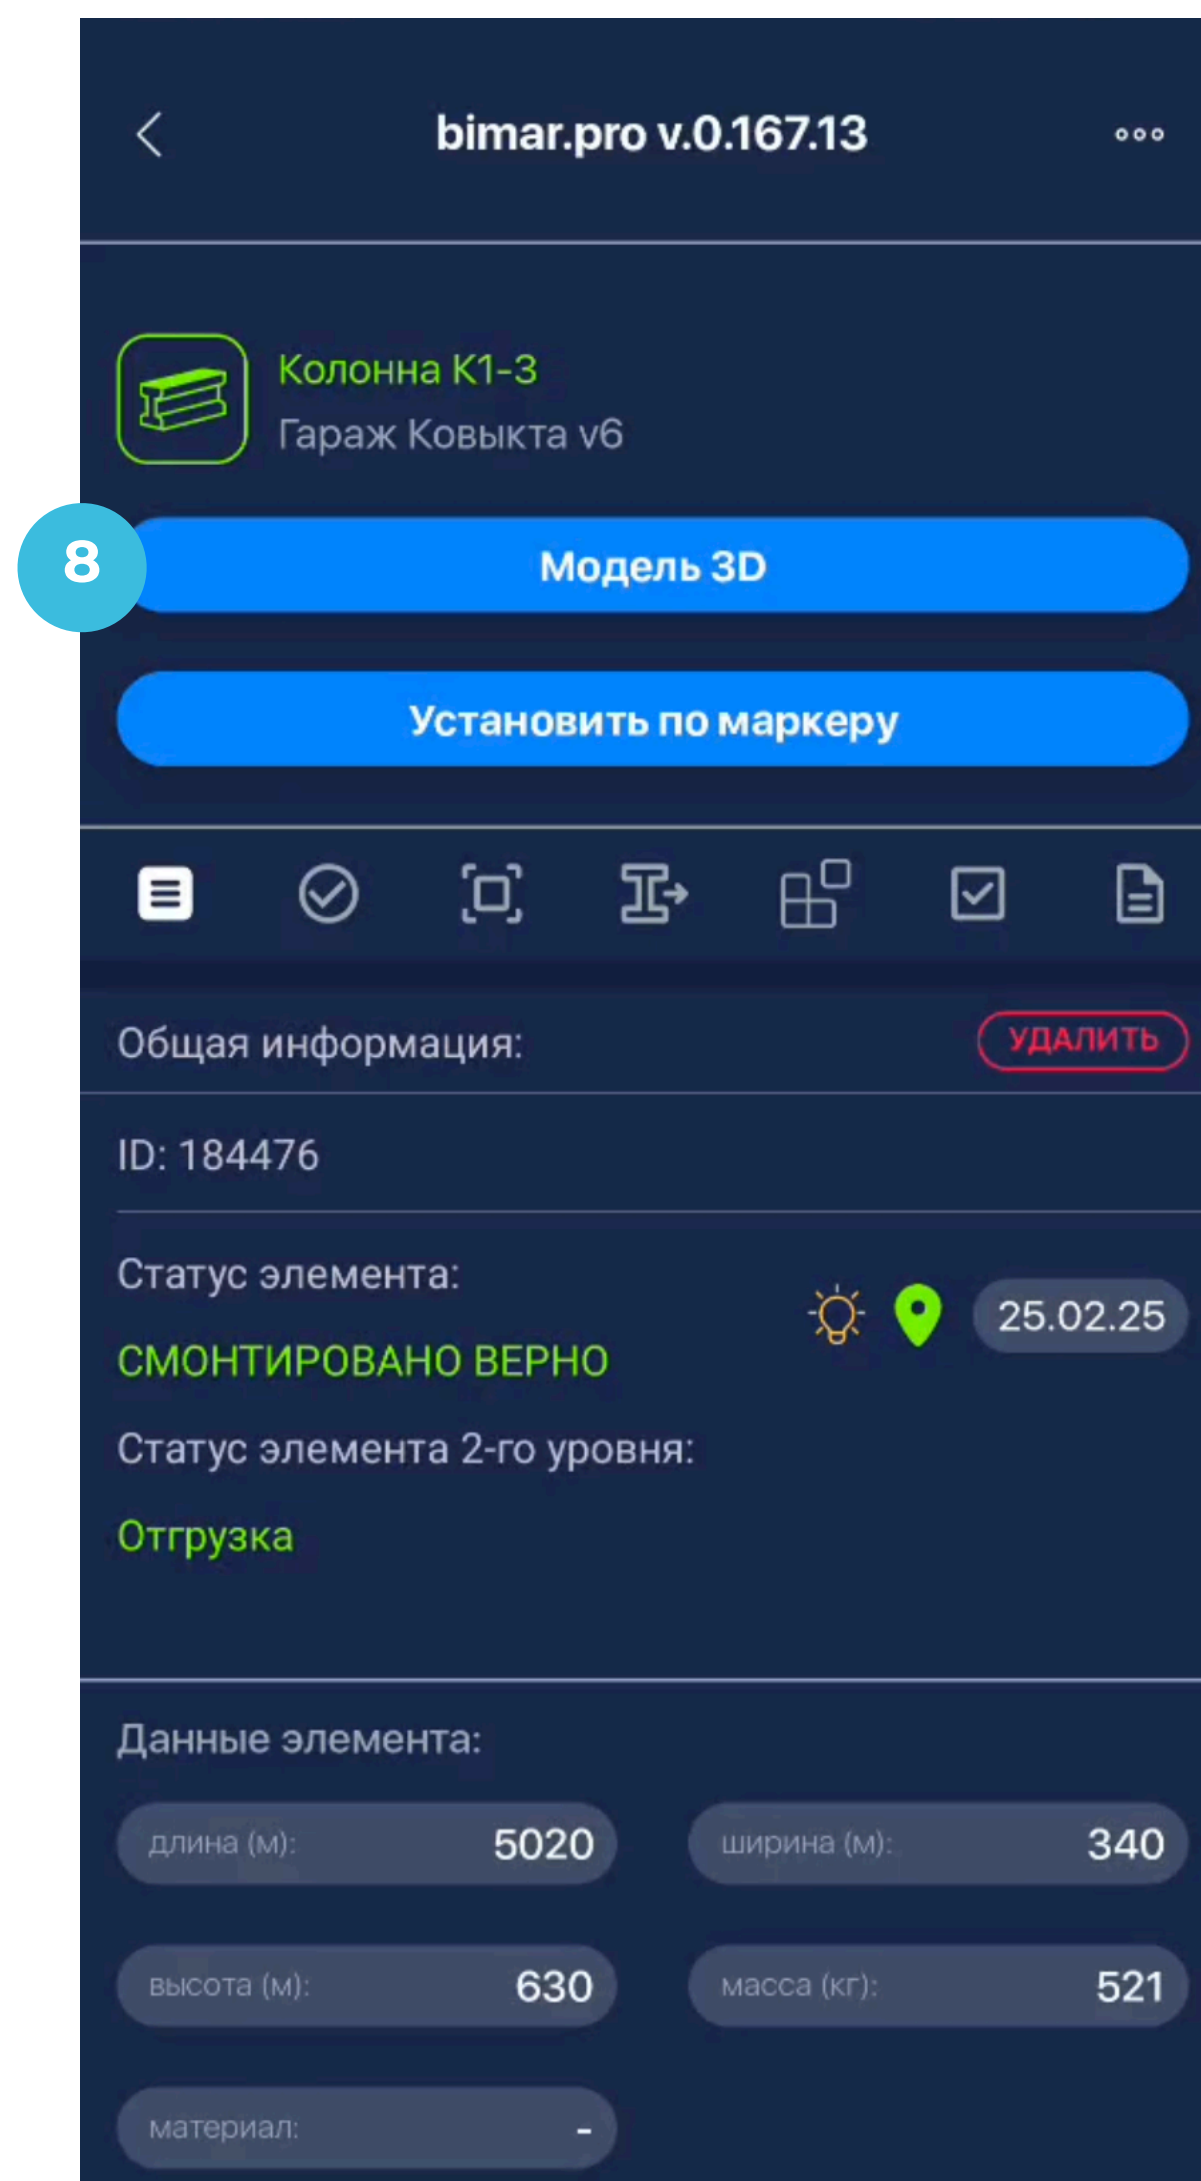 bimar.pro v.0.167.13
Колонна К1-3
Гараж Ковыкта v6
8
Модель 3D
Установить по маркеру
Общая информация:
УДАЛИТЬ
ID: 184476
Статус элемента:
25.02.25
СМОНТИРОВАНО ВЕРНО
Статус элемента 2-го уровня:
Отгрузка
Данные элемента:
длина (м): 5020
ширина (м): 340
высота (м): 630
масса (кг): 521
материал: -